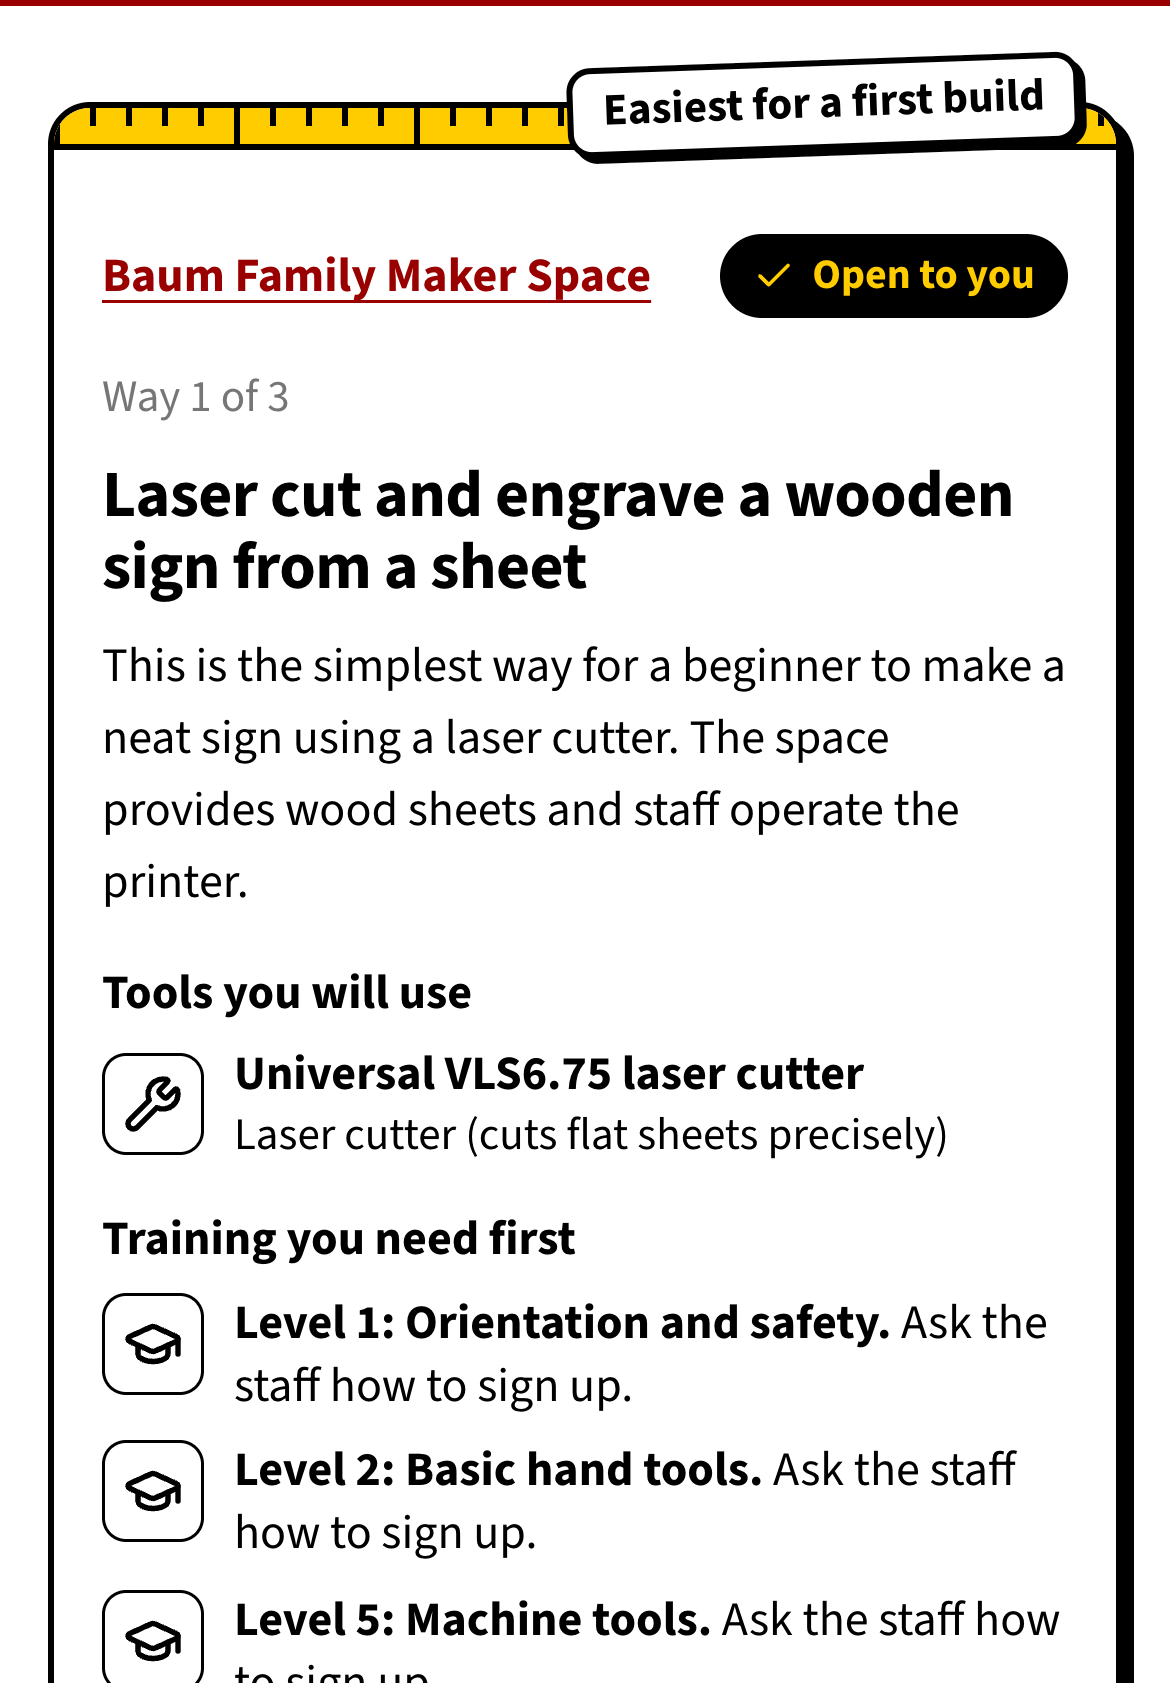 Easiest for a first build
Baum Family Maker Space
Open to you
Way 1 of 3
Laser cut and engrave a wooden
sign from a sheet
This is the simplest way for a beginner to make a
neat sign using a laser cutter. The space
provides wood sheets and staff operate the
printer.
Tools you will use
Universal VLS6.75 laser cutter
Laser cutter (cuts flat sheets precisely)
Training you need first
Level 1: Orientation and safety. Ask the
staff how to sign up.
Level 2: Basic hand tools. Ask the staff
how to sign up.
Level 5: Machine tools. Ask the staff how
to sign up.